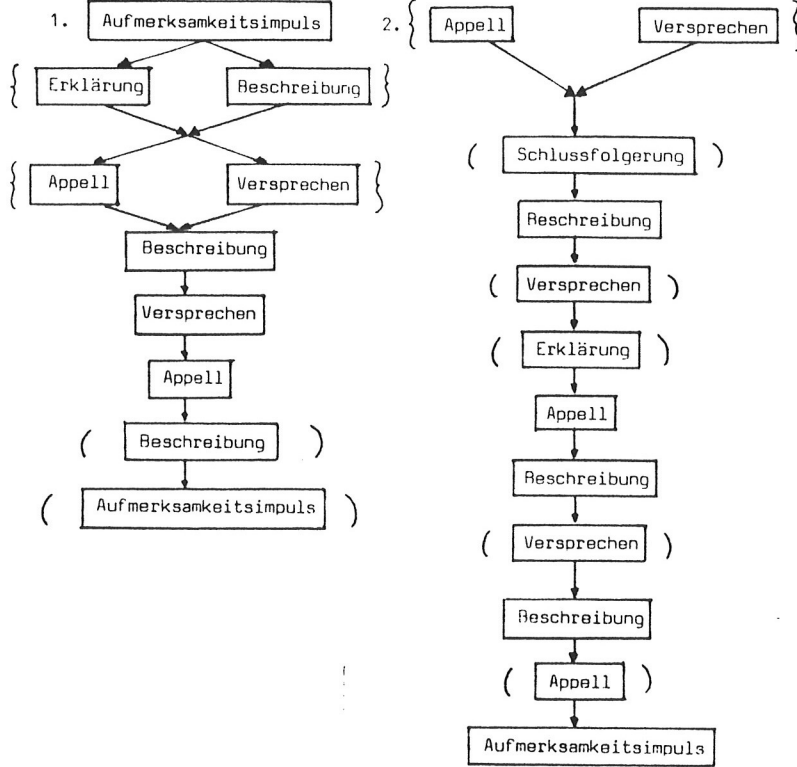 1. Aufmerksamkeitsimpuls
{ Erklärung Beschreibung }
{ Appell Versprechen }
Beschreibung
Versprechen
Appell
( Beschreibung )
( Aufmerksamkeitsimpuls )
2. { Appell Versprechen }
( Schlussfolgerung )
Beschreibung
( Versprechen )
( Erklärung )
Appell
Beschreibung
( Versprechen )
Beschreibung
( Appell )
Aufmerksamkeitsimpuls